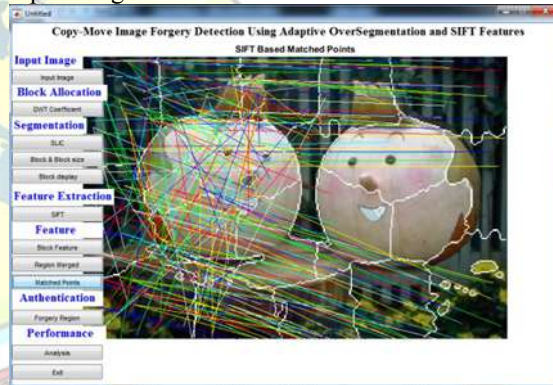 Untitled
Copy-Move Image Forgery Detection Using Adaptive OverSegmentation and SIFT Features
SIFT Based Matched Points
Input Image
Input Image
Block Allocation
DWT Coefficient
Segmentation
SLIC
Block & Block size
Block display
Feature Extraction
SIFT
Feature
Block Feature
Region Merged
Matched Points
Authentication
Forgery Region
Performance
Analysis
Exit